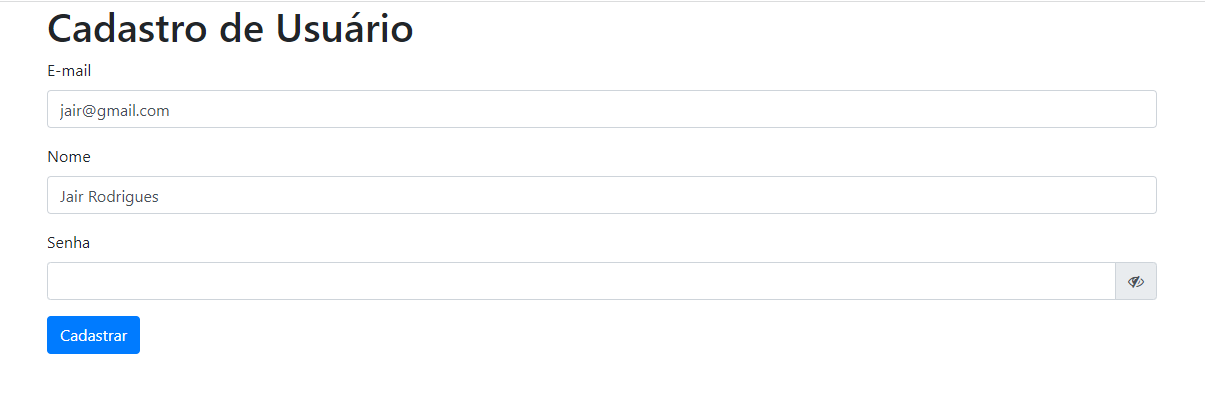 Cadastro de Usuário
E-mail
jair@gmail.com
Nome
Jair Rodrigues
Senha
Cadastrar